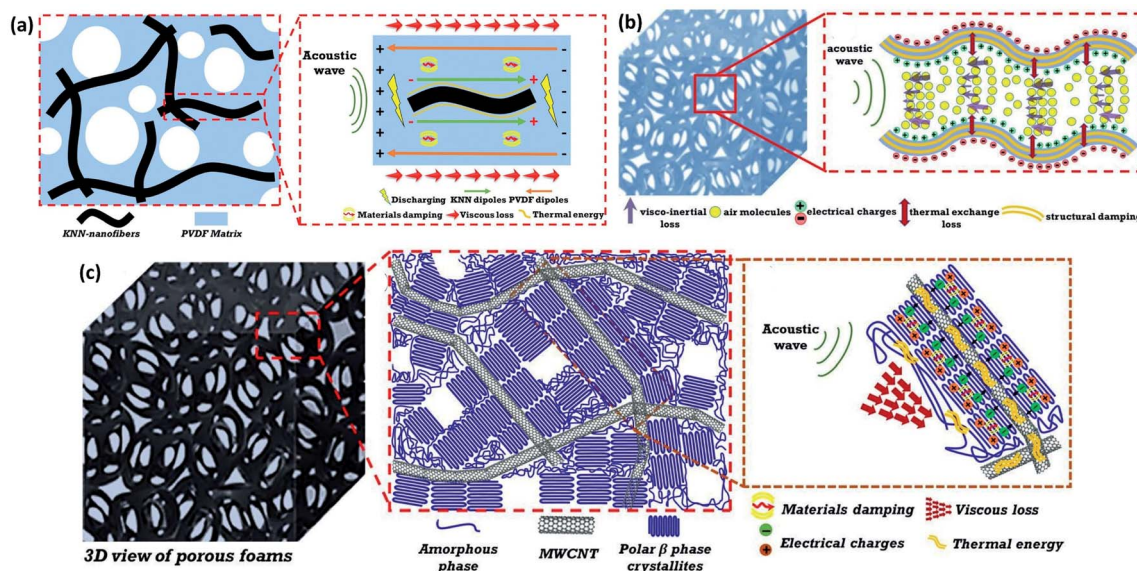 (a)
Acoustic
wave
+ -
+ -
- +
+ -
+ -
- +
+ -
+ -
Discharging KNN dipoles PVDF dipoles
Materials damping Viscous loss Thermal energy
KNN-nanofibers
PVDF Matrix
(b)
acoustic
wave
visco-inertial
loss
air molecules
+
electrical charges
-
thermal exchange
loss
structural damping
(c)
3D view of porous foams
Amorphous
phase
MWCNT
Polar β phase
crystallites
Acoustic
wave
Materials damping
Viscous loss
-
Electrical charges
+
Thermal energy